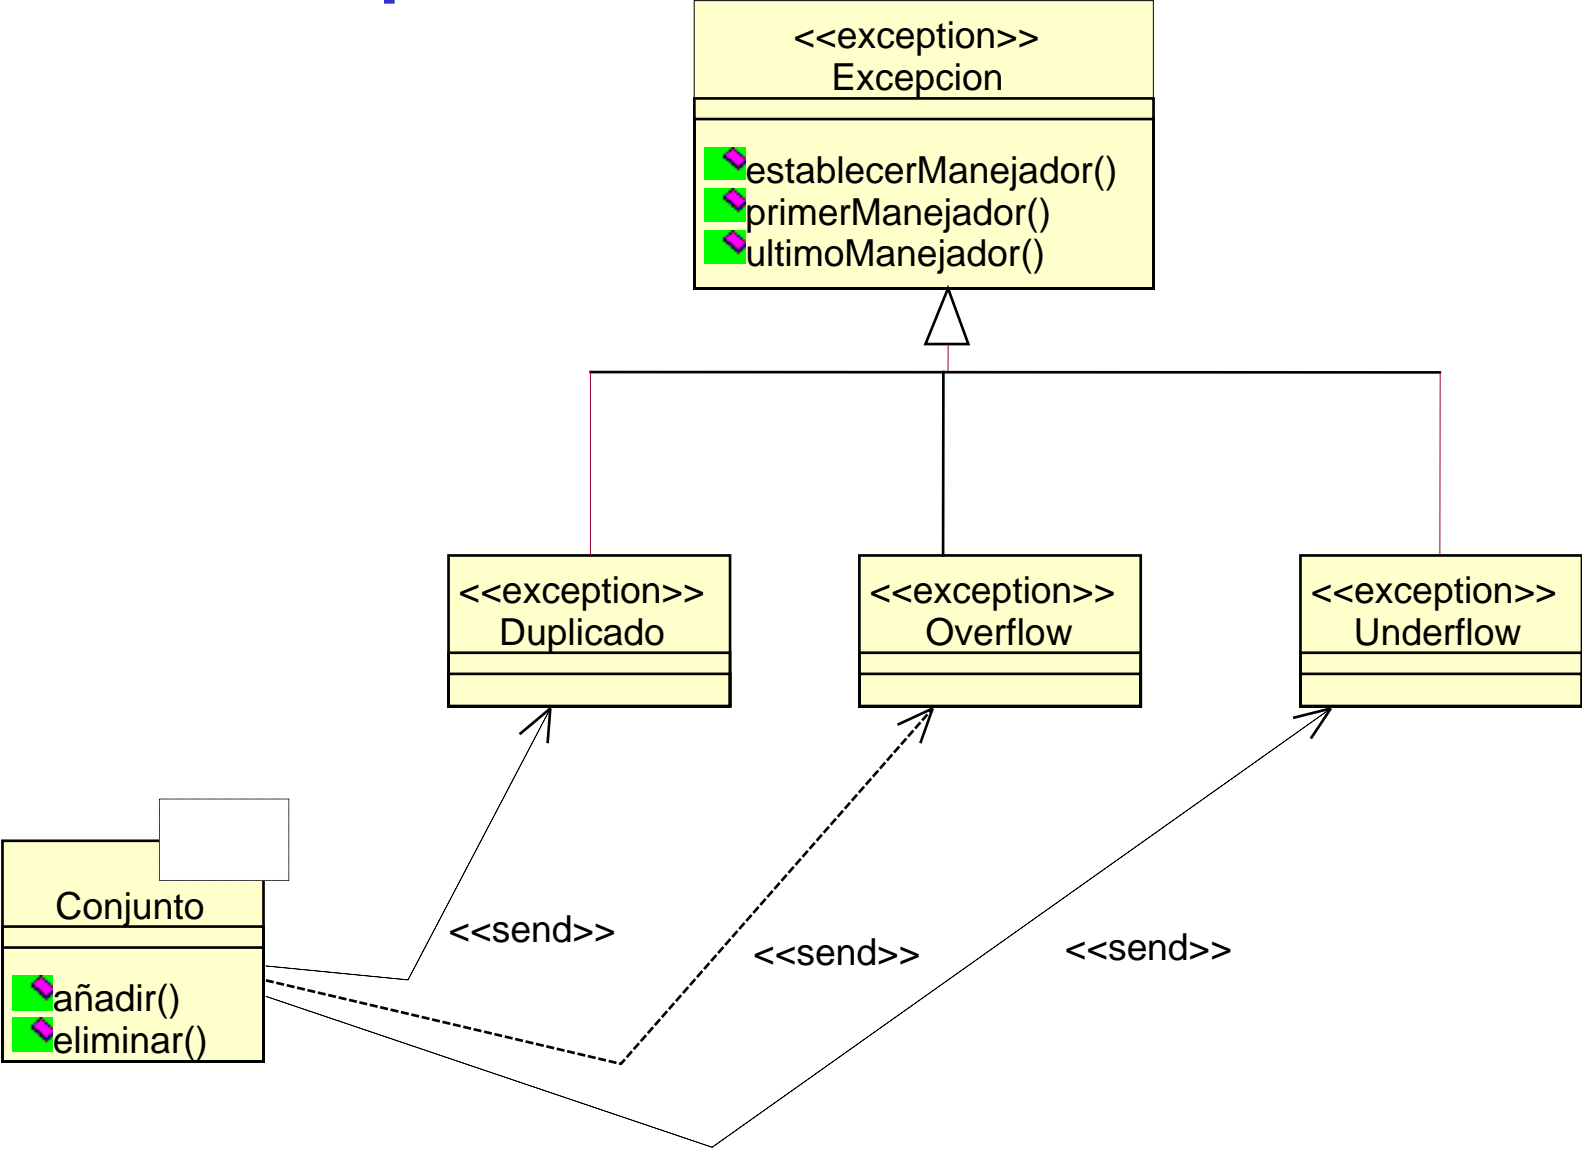 <<exception>>
Excepcion
establecerManejador()
primerManejador()
ultimoManejador()
<<exception>>
Duplicado
<<exception>>
Overflow
<<exception>>
Underflow
Conjunto
añadir()
eliminar()
<<send>>
<<send>>
<<send>>